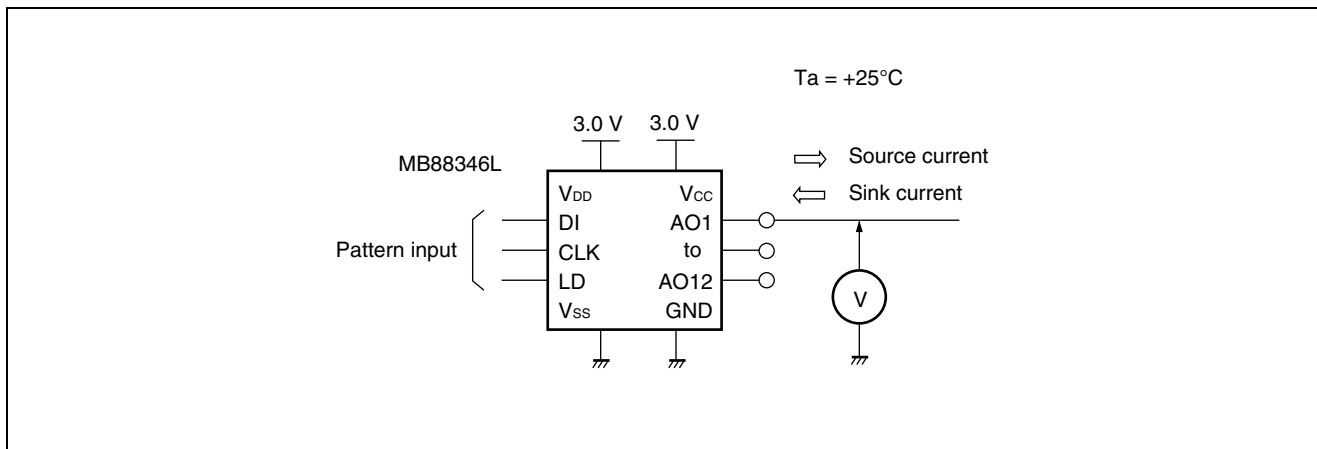 Ta = +25°C
3.0 V 3.0 V
MB88346L
Source current
Sink current
VDD VCC
DI AO1
Pattern input
CLK to
LD AO12
VSS GND
V